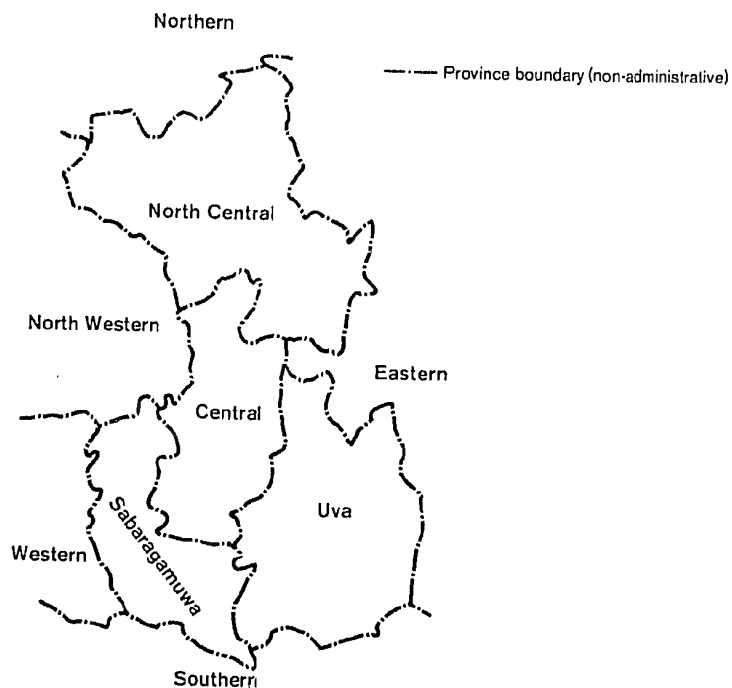 Northern
Province boundary (non-administrative)
North Central
North Western
Eastern
Central
Uva
Sabaragamuwa
Western
Southern